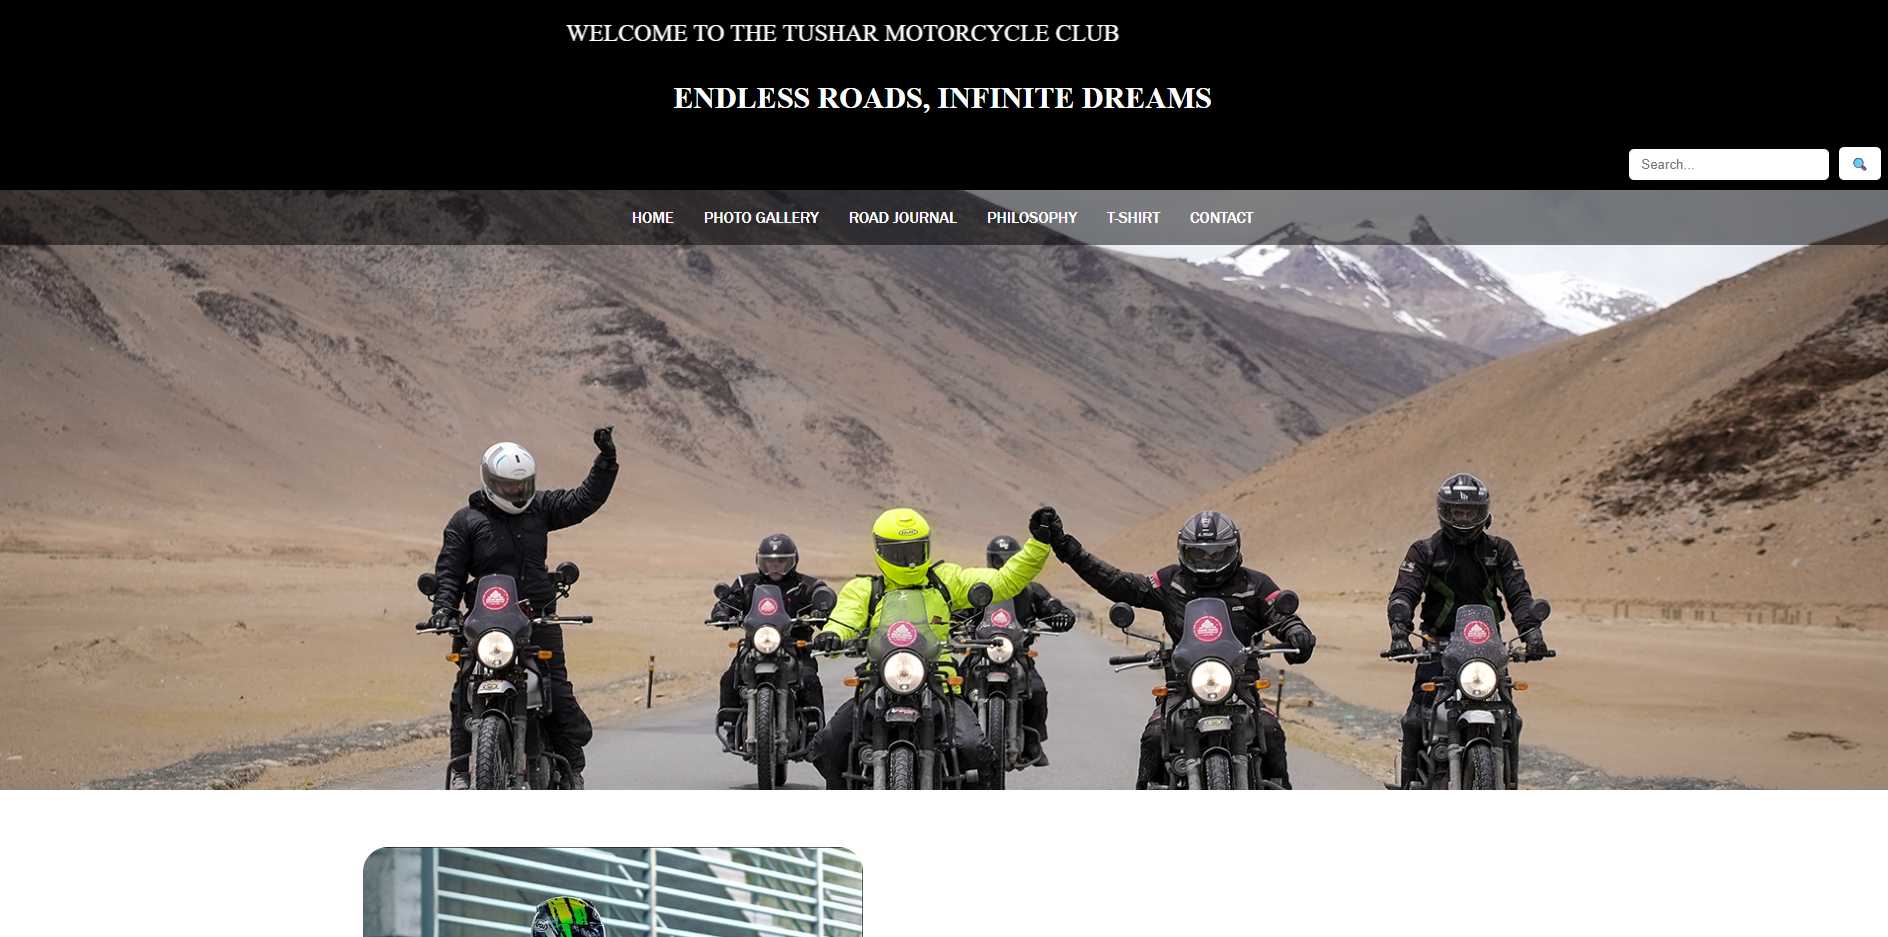 WELCOME TO THE TUSHAR MOTORCYCLE CLUB
ENDLESS ROADS, INFINITE DREAMS
Search...
HOME PHOTO GALLERY ROAD JOURNAL PHILOSOPHY T-SHIRT CONTACT